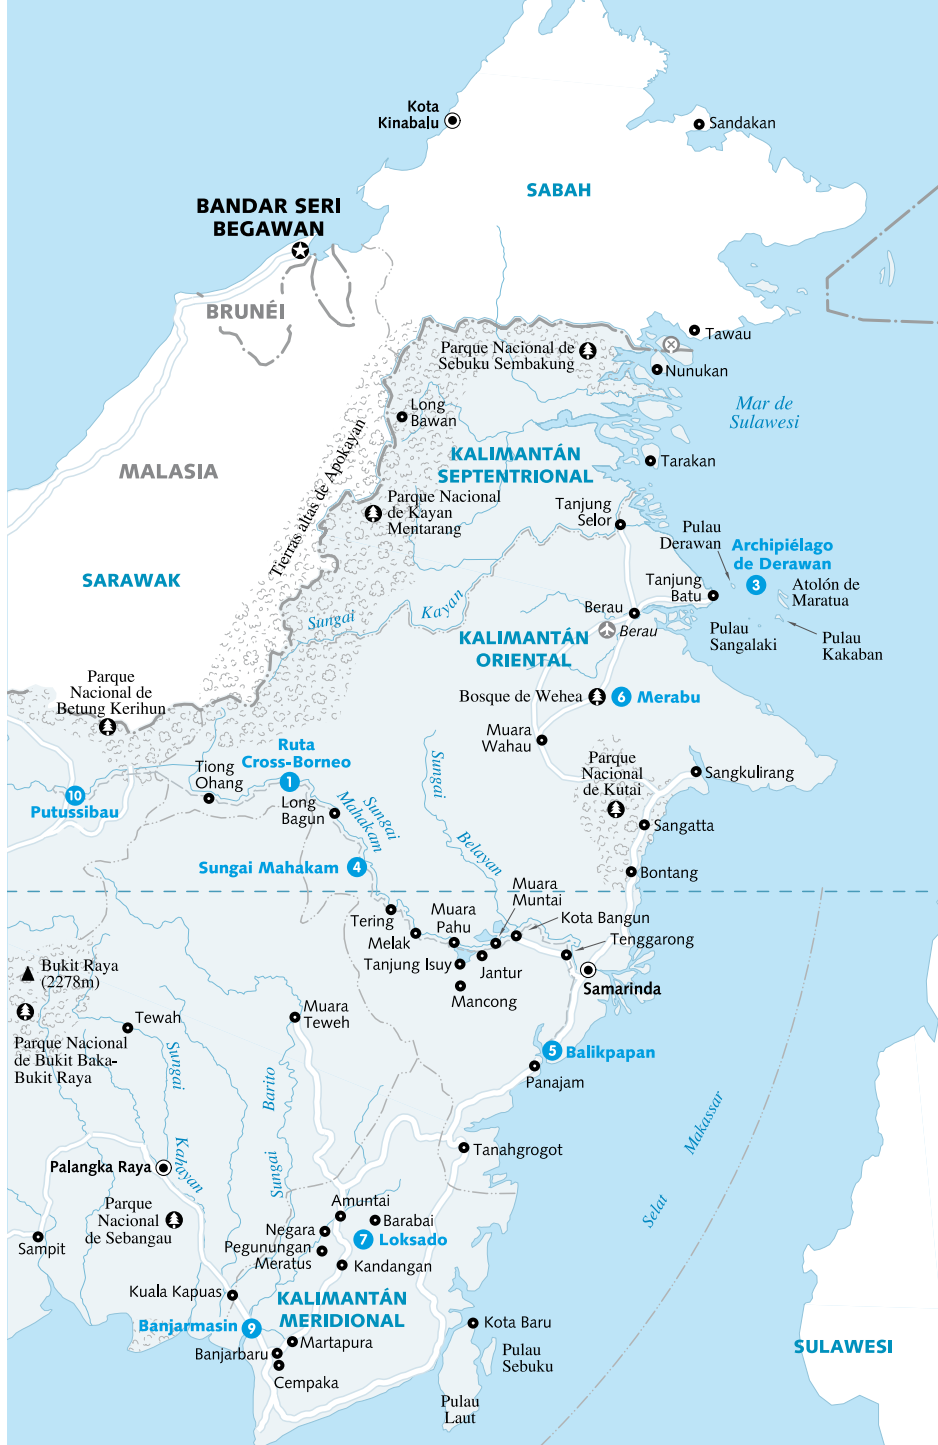 Kota
Kinabalu
Sandakan
SABAH
BANDAR SERI
BEGAWAN
BRUNÉI
Tawau
Parque Nacional de
Sebuku Sembakung
Nunukan
Long
Bawan
Mar de
Sulawesi
Tierras altas de Apokayan
MALASIA
KALIMANTÁN
SEPTENTRIONAL
Tarakan
Parque Nacional
de Kayan
Mentarang
Tanjung
Selor
Pulau
Derawan
Archipiélago
de Derawan
3
SARAWAK
Tanjung
Batu
Atolón de
Maratua
Sungai
Kayan
Berau
Berau
Pulau
Sangalaki
Pulau
Kakaban
KALIMANTÁN
ORIENTAL
Parque
Nacional de
Betung Kerihun
Bosque de Wehea
6 Merabu
Muara
Wahau
Ruta
Cross-Borneo
1
Tiong
Ohang
Sungai
Belayan
Parque
Nacional
de Kutai
Sangkulirang
10
Putussibau
Long
Bagun
Sungai
Mahakam
Sangatta
Sungai Mahakam 4
Bontang
Muara
Muntai
Tering
Muara
Pahu
Kota Bangun
Melak
Tenggarong
Tanjung Isuy
Jantur
Bukit Raya
(2278m)
Mancong
Samarinda
Muara
Teweh
Tewah
Parque Nacional
de Bukit Baka-
Bukit Raya
Sungai
Kahayan
Barito
Sungai
5 Balikpapan
Panajam
Selat
Makassar
Tanahgrogot
Palangka Raya
Parque
Nacional
de Sebangau
Amuntai
Barabai
Negara
7 Loksado
Sampit
Pegunungan
Meratus
Kandangan
Kuala Kapuas
KALIMANTÁN
MERIDIONAL
Banjarmasin 9
Kota Baru
Martapura
Banjarbaru
Cempaka
Pulau
Sebuku
SULAWESI
Pulau
Laut